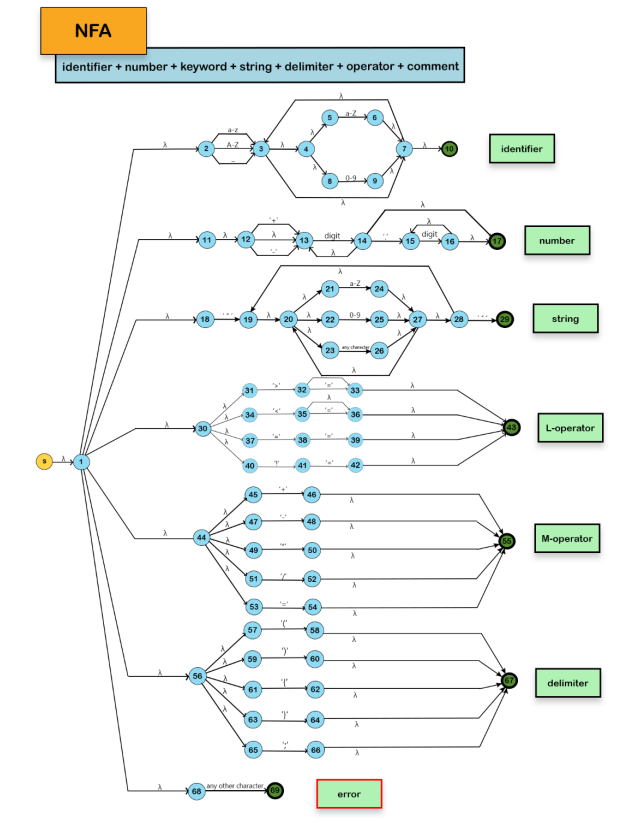 NFA
identifier + number + keyword + string + delimiter + operator + comment
λ
a-z
5 a-Z 6
λ λ
λ 2 A-Z 3 λ 4 7 λ 10 identifier
_
λ λ
8 0-9 9
λ
'+' λ
λ 11 λ 12 λ 13 digit 14 '.' 15 digit 16 λ 17 number
'-' λ λ
λ
21 a-Z 24
λ λ
λ 18 '"' 19 λ 20 λ 22 0-9 25 λ 27 λ 28 '"' 29 string
λ λ
23 any character 26
λ
31 '>' 32 '=' 33 λ
λ λ
34 '<' 35 '=' 36 λ
λ 30 λ 43 L-operator
λ 37 '=' 38 '=' 39 λ
λ 40 '!' 41 '=' 42 λ
s λ 1
45 '+' 46 λ
λ 47 '-' 48 λ
λ 44 λ 55 M-operator
λ 49 '*' 50 λ
λ 51 '/' 52 λ
λ 53 '=' 54 λ
57 '(' 58 λ
λ 59 ')' 60 λ
λ 56 λ 67 delimiter
λ 61 '{' 62 λ
λ 63 '}' 64 λ
λ 65 ';' 66 λ
λ 68 any other character 69 error